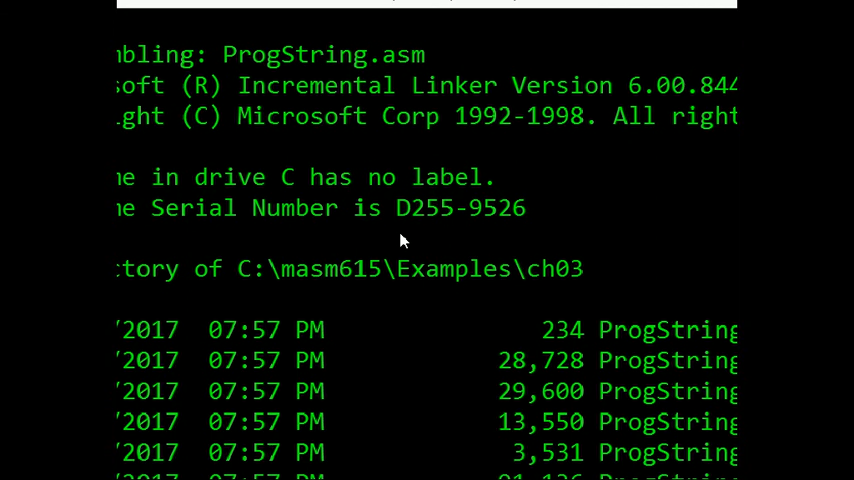 nbling: ProgString.asm
soft (R) Incremental Linker Version 6.00.844
ght (C) Microsoft Corp 1992-1998. All right
me in drive C has no label.
me Serial Number is D255-9526
ctory of C:\masm615\Examples\ch03
/2017 07:57 PM 234 ProgString
/2017 07:57 PM 28,728 ProgString
/2017 07:57 PM 29,600 ProgString
/2017 07:57 PM 13,550 ProgString
/2017 07:57 PM 3,531 ProgString